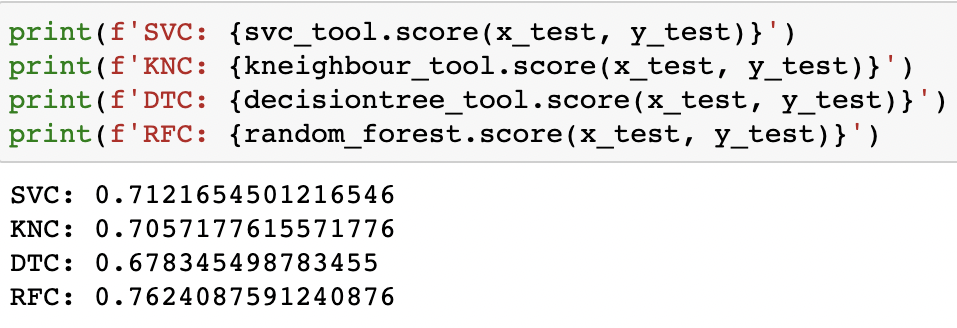 print(f'SVC: {svc_tool.score(x_test, y_test)}')
print(f'KNC: {kneighbour_tool.score(x_test, y_test)}')
print(f'DTC: {decisiontree_tool.score(x_test, y_test)}')
print(f'RFC: {random_forest.score(x_test, y_test)}')
SVC: 0.7121654501216546
KNC: 0.7057177615571776
DTC: 0.678345498783455
RFC: 0.7624087591240876